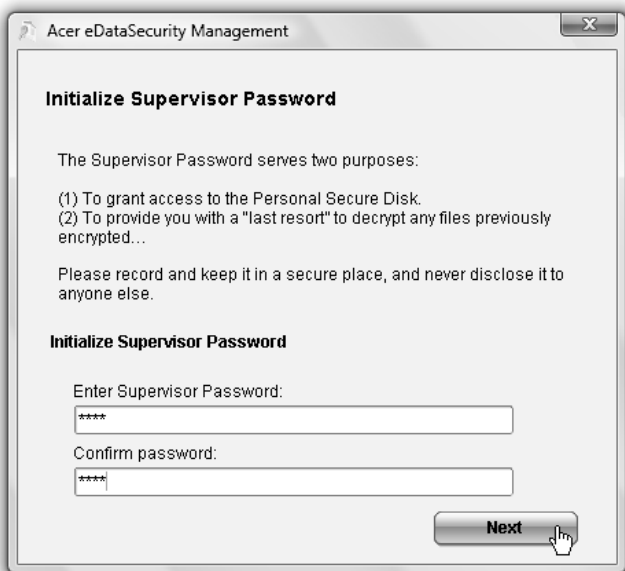 Acer eDataSecurity Management
Initialize Supervisor Password
The Supervisor Password serves two purposes:
(1) To grant access to the Personal Secure Disk.
(2) To provide you with a "last resort" to decrypt any files previously
encrypted...
Please record and keep it in a secure place, and never disclose it to
anyone else.
Initialize Supervisor Password
Enter Supervisor Password:
****
Confirm password:
****
Next